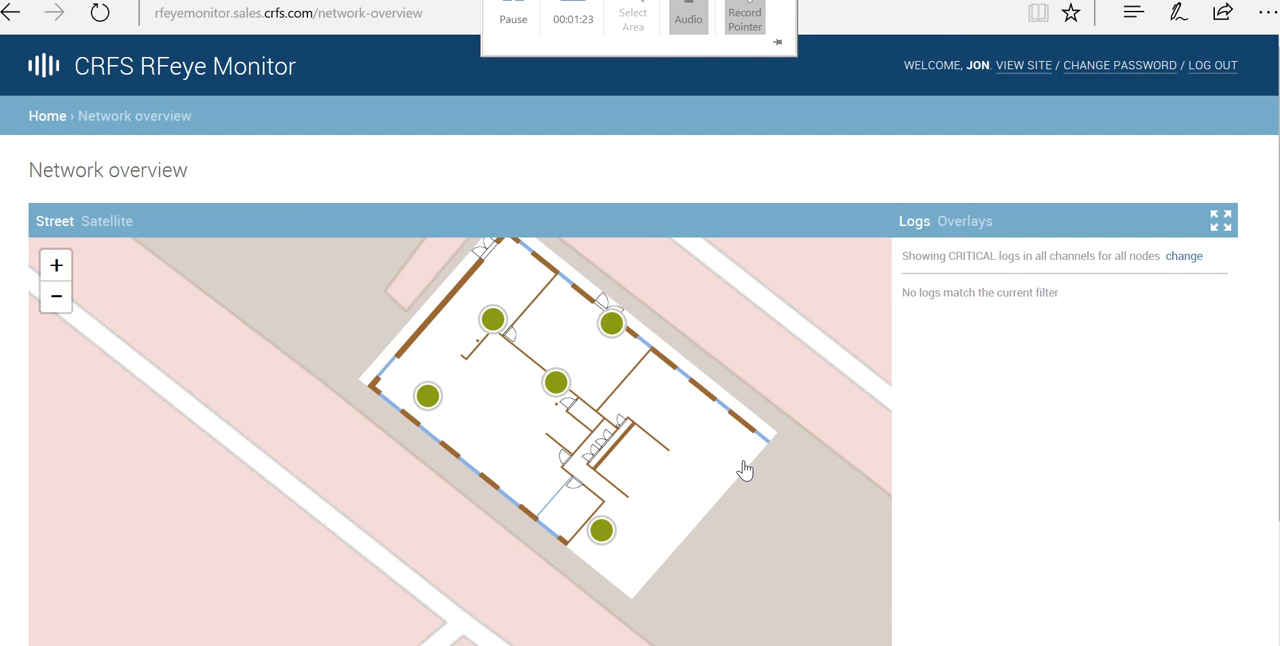 rfeyemonitor.sales.crfs.com/network-overview
Pause
00:01:23
Select
Area
Audio
Record
Pointer
CRFS RFeye Monitor
WELCOME, JON. VIEW SITE / CHANGE PASSWORD / LOG OUT
Home › Network overview
Network overview
Street Satellite
Logs Overlays
+
−
Showing CRITICAL logs in all channels for all nodes change
No logs match the current filter